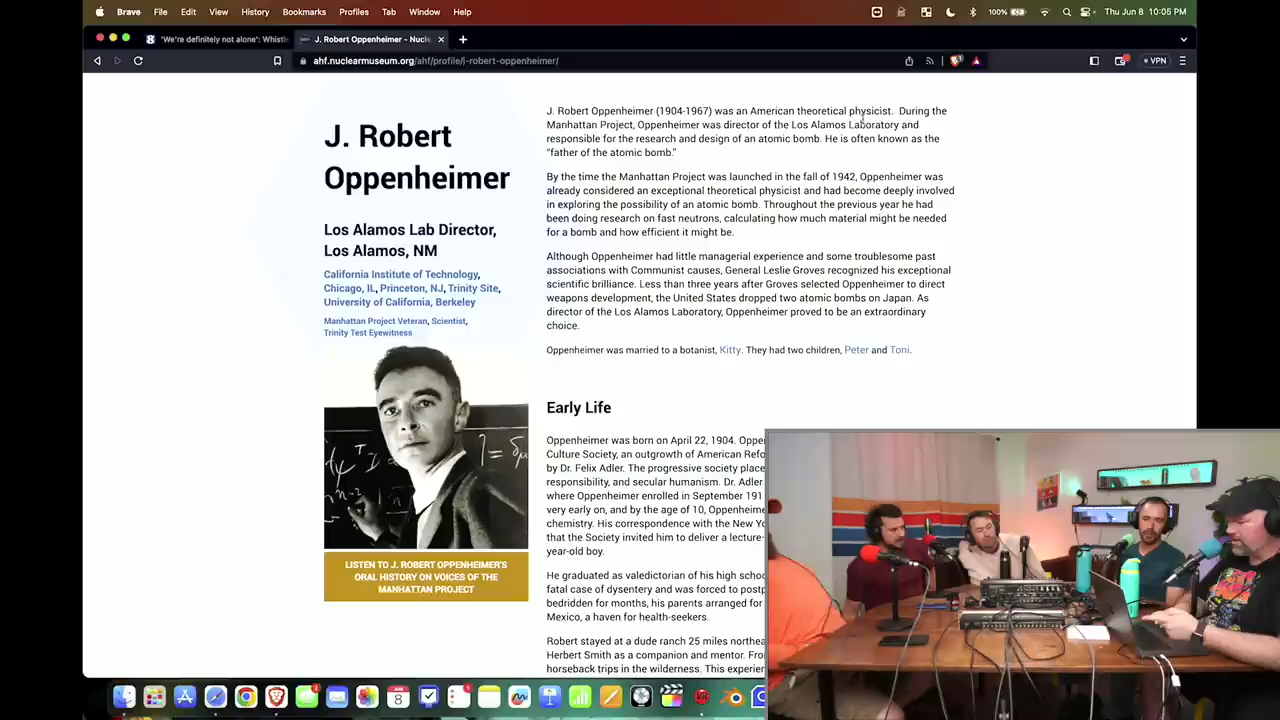 Brave File Edit View History Bookmarks Profiles Tab Window Help 100% Thu Jun 8 10:05 PM
"We're definitely not alone': Whistl J. Robert Oppenheimer - Nucl
ahf.nuclearmuseum.org/ahf/profile/j-robert-oppenheimer/ VPN
J. Robert
Oppenheimer
Los Alamos Lab Director,
Los Alamos, NM
California Institute of Technology,
Chicago, IL, Princeton, NJ, Trinity Site,
University of California, Berkeley
Manhattan Project Veteran, Scientist,
Trinity Test Eyewitness
LISTEN TO J. ROBERT OPPENHEIMER'S
ORAL HISTORY ON VOICES OF THE
MANHATTAN PROJECT
J. Robert Oppenheimer (1904-1967) was an American theoretical physicist. During the
Manhattan Project, Oppenheimer was director of the Los Alamos Laboratory and
responsible for the research and design of an atomic bomb. He is often known as the
"father of the atomic bomb."
By the time the Manhattan Project was launched in the fall of 1942, Oppenheimer was
already considered an exceptional theoretical physicist and had become deeply involved
in exploring the possibility of an atomic bomb. Throughout the previous year he had
been doing research on fast neutrons, calculating how much material might be needed
for a bomb and how efficient it might be.
Although Oppenheimer had little managerial experience and some troublesome past
associations with Communist causes, General Leslie Groves recognized his exceptional
scientific brilliance. Less than three years after Groves selected Oppenheimer to direct
weapons development, the United States dropped two atomic bombs on Japan. As
director of the Los Alamos Laboratory, Oppenheimer proved to be an extraordinary
choice.
Oppenheimer was married to a botanist, Kitty. They had two children, Peter and Toni.
Early Life
Oppenheimer was born on April 22, 1904. Oppe
Culture Society, an outgrowth of American Refo
by Dr. Felix Adler. The progressive society place
responsibility, and secular humanism. Dr. Adler
where Oppenheimer enrolled in September 191
very early on, and by the age of 10, Oppenheime
chemistry. His correspondence with the New Yo
that the Society invited him to deliver a lecture-
year-old boy.
He graduated as valedictorian of his high schoo
fatal case of dysentery and was forced to postp
bedridden for months, his parents arranged for
Mexico, a haven for health-seekers.
Robert stayed at a dude ranch 25 miles northea
Herbert Smith as a companion and mentor. Fro
horseback trips in the wilderness. This experien
JUN
8